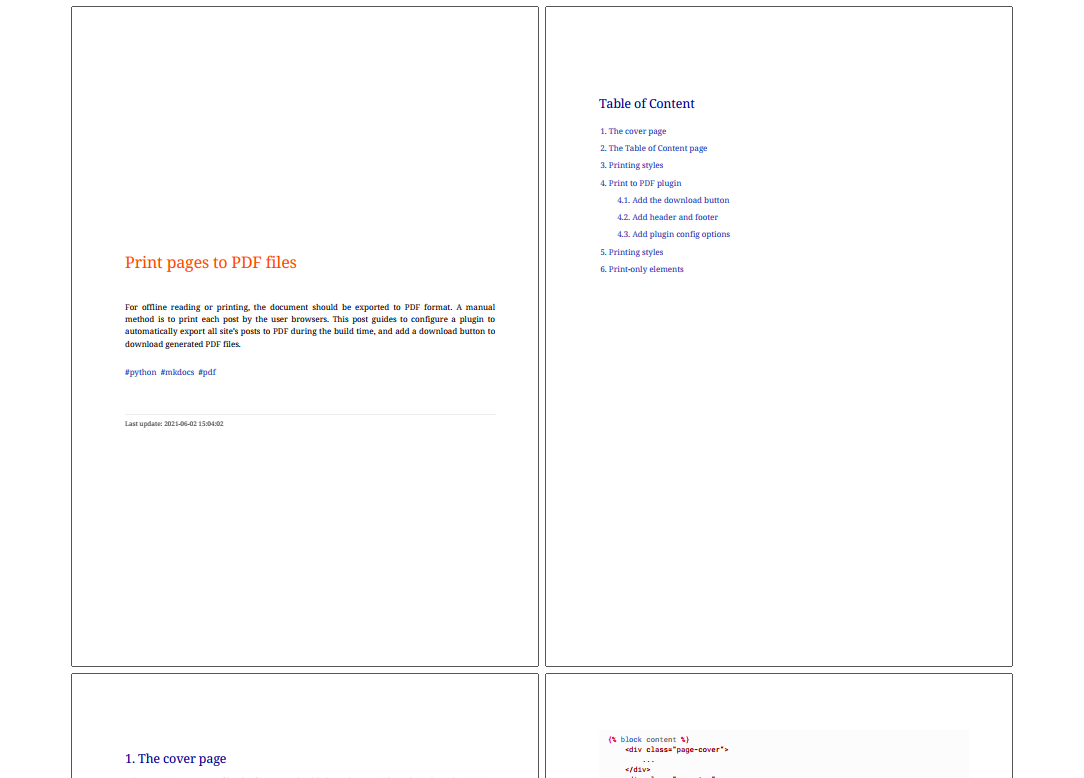 Print pages to PDF files
For offline reading or printing, the document should be exported to PDF format. A manual
method is to print each post by the user browsers. This post guides to configure a plugin to
automatically export all site's posts to PDF during the build time, and add a download button to
download generated PDF files.
#python #mkdocs #pdf
Last update: 2021-06-02 15:04:02
Table of Content
1. The cover page
2. The Table of Content page
3. Printing styles
4. Print to PDF plugin
4.1. Add the download button
4.2. Add header and footer
4.3. Add plugin config options
5. Printing styles
6. Print-only elements
1. The cover page
{% block content %}
<div class="page-cover">
...
</div>